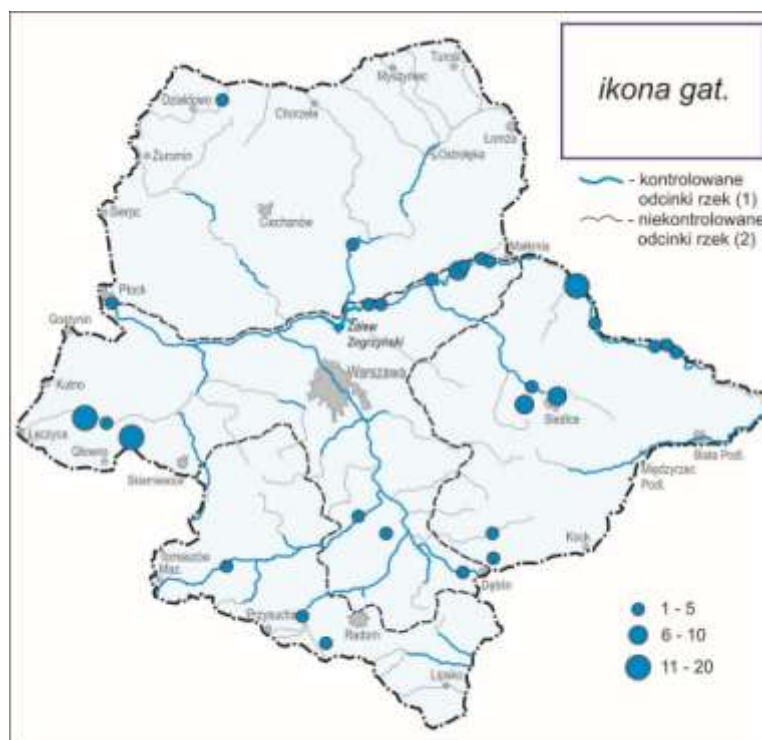 Turośl
Myszyniec
Działdowo
Chorzele
Łomża
ikona gat.
Ostrołęka
Żuromin
- kontrolowane
odcinki rzek (1)
- niekontrolowane
odcinki rzek (2)
Sierpc
Ciechanów
Małkinia
Płock
Gostynin
Zalew
Zegrzyński
Warszawa
Kutno
Siedlce
Łęczyca
Głowno
Skierniewice
Biała Podl.
Międzyrzec
Podl.
Kock
Tomaszów
Maz.
Dęblin
Przysucha
Radom
1 - 5
6 - 10
11 - 20
Lipsko